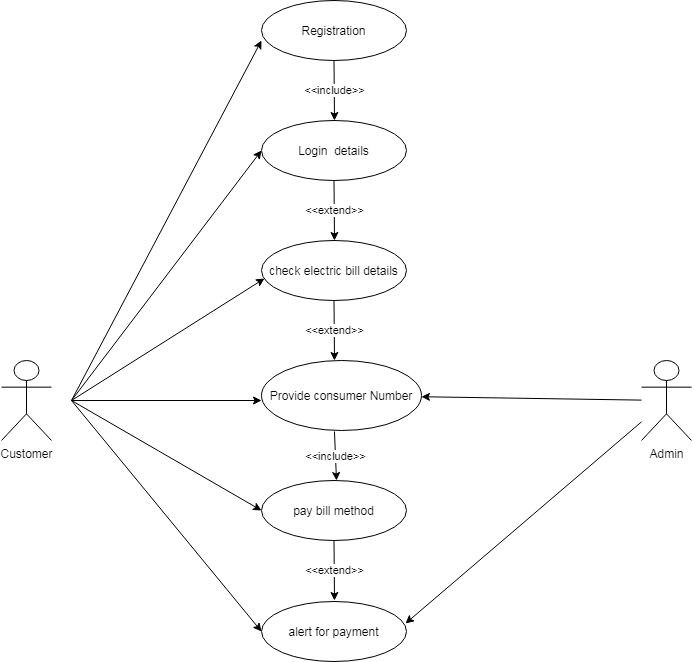 Registration
<<include>>
Login details
<<extend>>
check electric bill details
<<extend>>
Provide consumer Number
<<include>>
Customer
Admin
pay bill method
<<extend>>
alert for payment